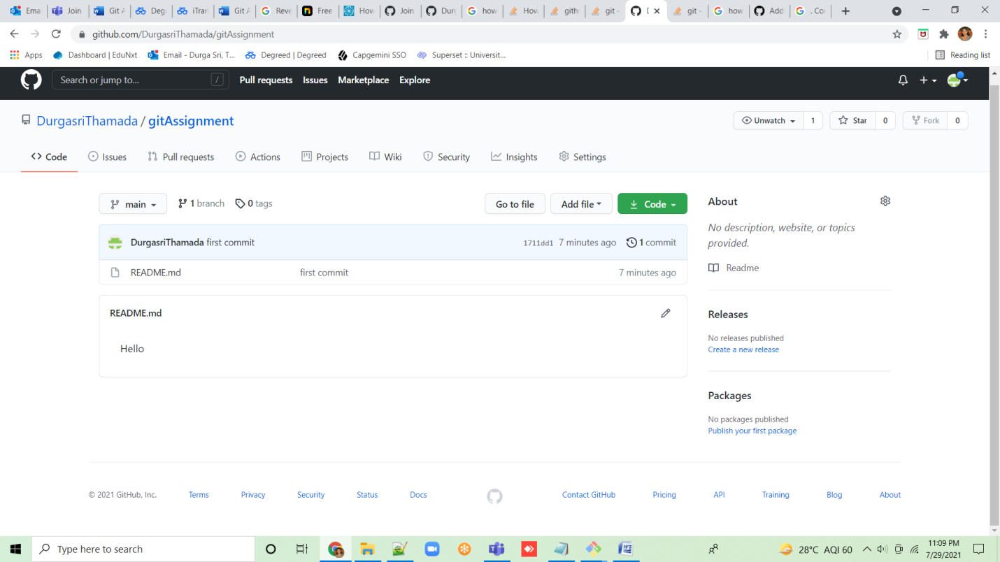 Ema Join Git A Degr iTran Git A Reve Free How Join Durg how How gith git - D git - how Add . Co
github.com/DurgasriThamada/gitAssignment
Apps Dashboard | EduNxt Email - Durga Sri, T... Degreed | Degreed Capgemini SSO Superset :: Universit... Reading list
Search or jump to... / Pull requests Issues Marketplace Explore
DurgasriThamada / gitAssignment Unwatch 1 Star 0 Fork 0
Code Issues Pull requests Actions Projects Wiki Security Insights Settings
main 1 branch 0 tags Go to file Add file Code About
No description, website, or topics
provided.
DurgasriThamada first commit 1711dd1 7 minutes ago 1 commit
README.md first commit 7 minutes ago Readme
README.md
Hello
Releases
No releases published
Create a new release
Packages
No packages published
Publish your first package
© 2021 GitHub, Inc. Terms Privacy Security Status Docs Contact GitHub Pricing API Training Blog About
Type here to search 28°C AQI 60 11:09 PM
7/29/2021